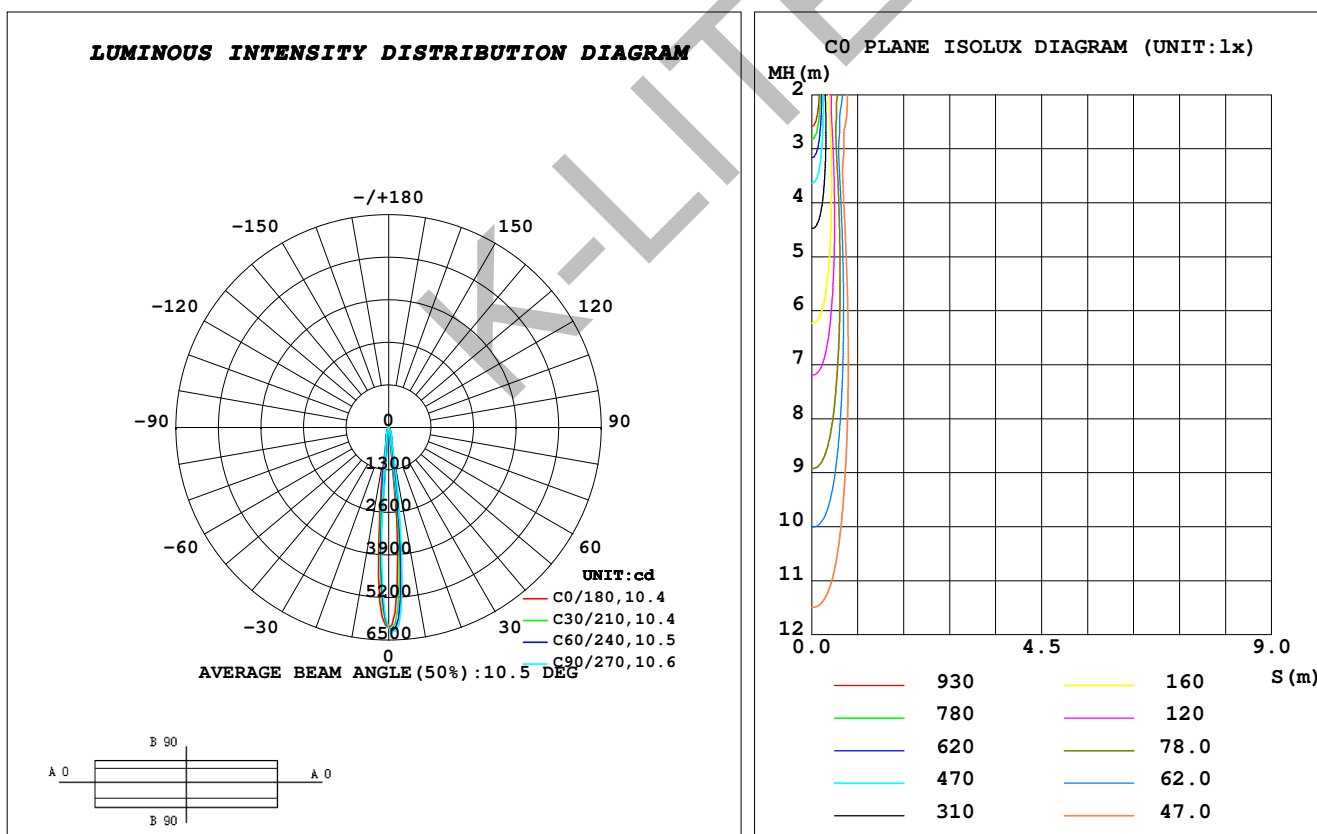 LUMINOUS INTENSITY DISTRIBUTION DIAGRAM
-/+180
-150
150
-120
120
-90
90
-60
60
-30
30
0
0
1300
2600
3900
5200
6500
UNIT:cd
C0/180,10.4
C30/210,10.4
C60/240,10.5
C90/270,10.6
AVERAGE BEAM ANGLE(50%):10.5 DEG
B 90
A 0
A 0
B 90
C0 PLANE ISOLUX DIAGRAM (UNIT:lx)
MH(m)
2
3
4
5
6
7
8
9
10
11
12
0.0
4.5
9.0
S(m)
930
160
780
120
620
78.0
470
62.0
310
47.0
K-LITE